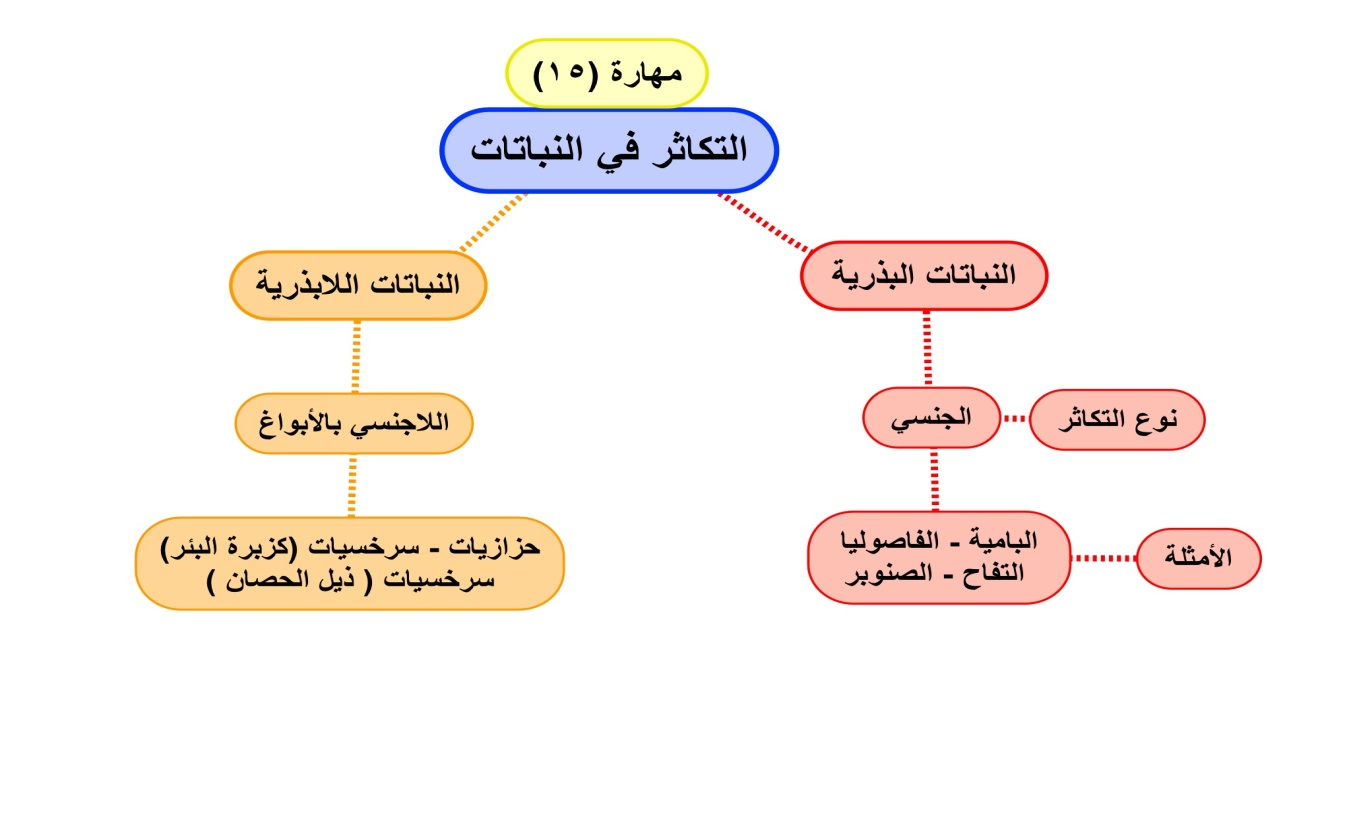 مهارة (١٥)
التكاثر في النباتات
النباتات البذرية
النباتات اللابذرية
نوع التكاثر
الجنسي
اللاجنسي بالأبواغ
الأمثلة
البامية - الفاصوليا
التفاح - الصنوبر
حزازيات - سرخسيات (كزبرة البئر)
سرخسيات ( ذيل الحصان )